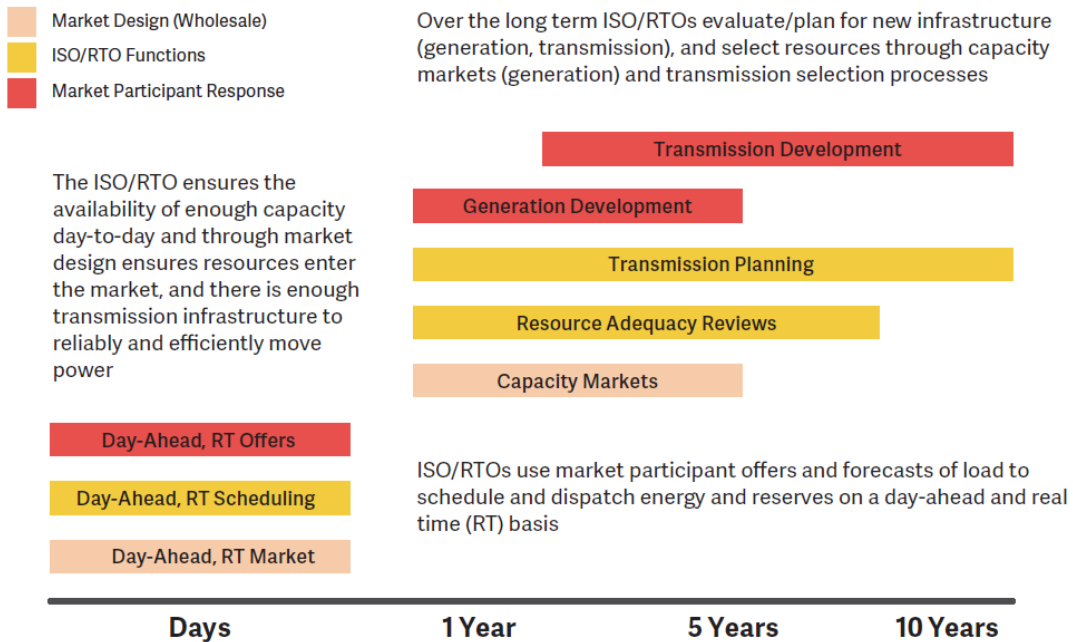 Market Design (Wholesale)
ISO/RTO Functions
Market Participant Response
Over the long term ISO/RTOs evaluate/plan for new infrastructure
(generation, transmission), and select resources through capacity
markets (generation) and transmission selection processes
Transmission Development
The ISO/RTO ensures the
availability of enough capacity
day-to-day and through market
design ensures resources enter
the market, and there is enough
transmission infrastructure to
reliably and efficiently move
power
Generation Development
Transmission Planning
Resource Adequacy Reviews
Capacity Markets
Day-Ahead, RT Offers
Day-Ahead, RT Scheduling
Day-Ahead, RT Market
ISO/RTOs use market participant offers and forecasts of load to
schedule and dispatch energy and reserves on a day-ahead and real
time (RT) basis
Days
1 Year
5 Years
10 Years